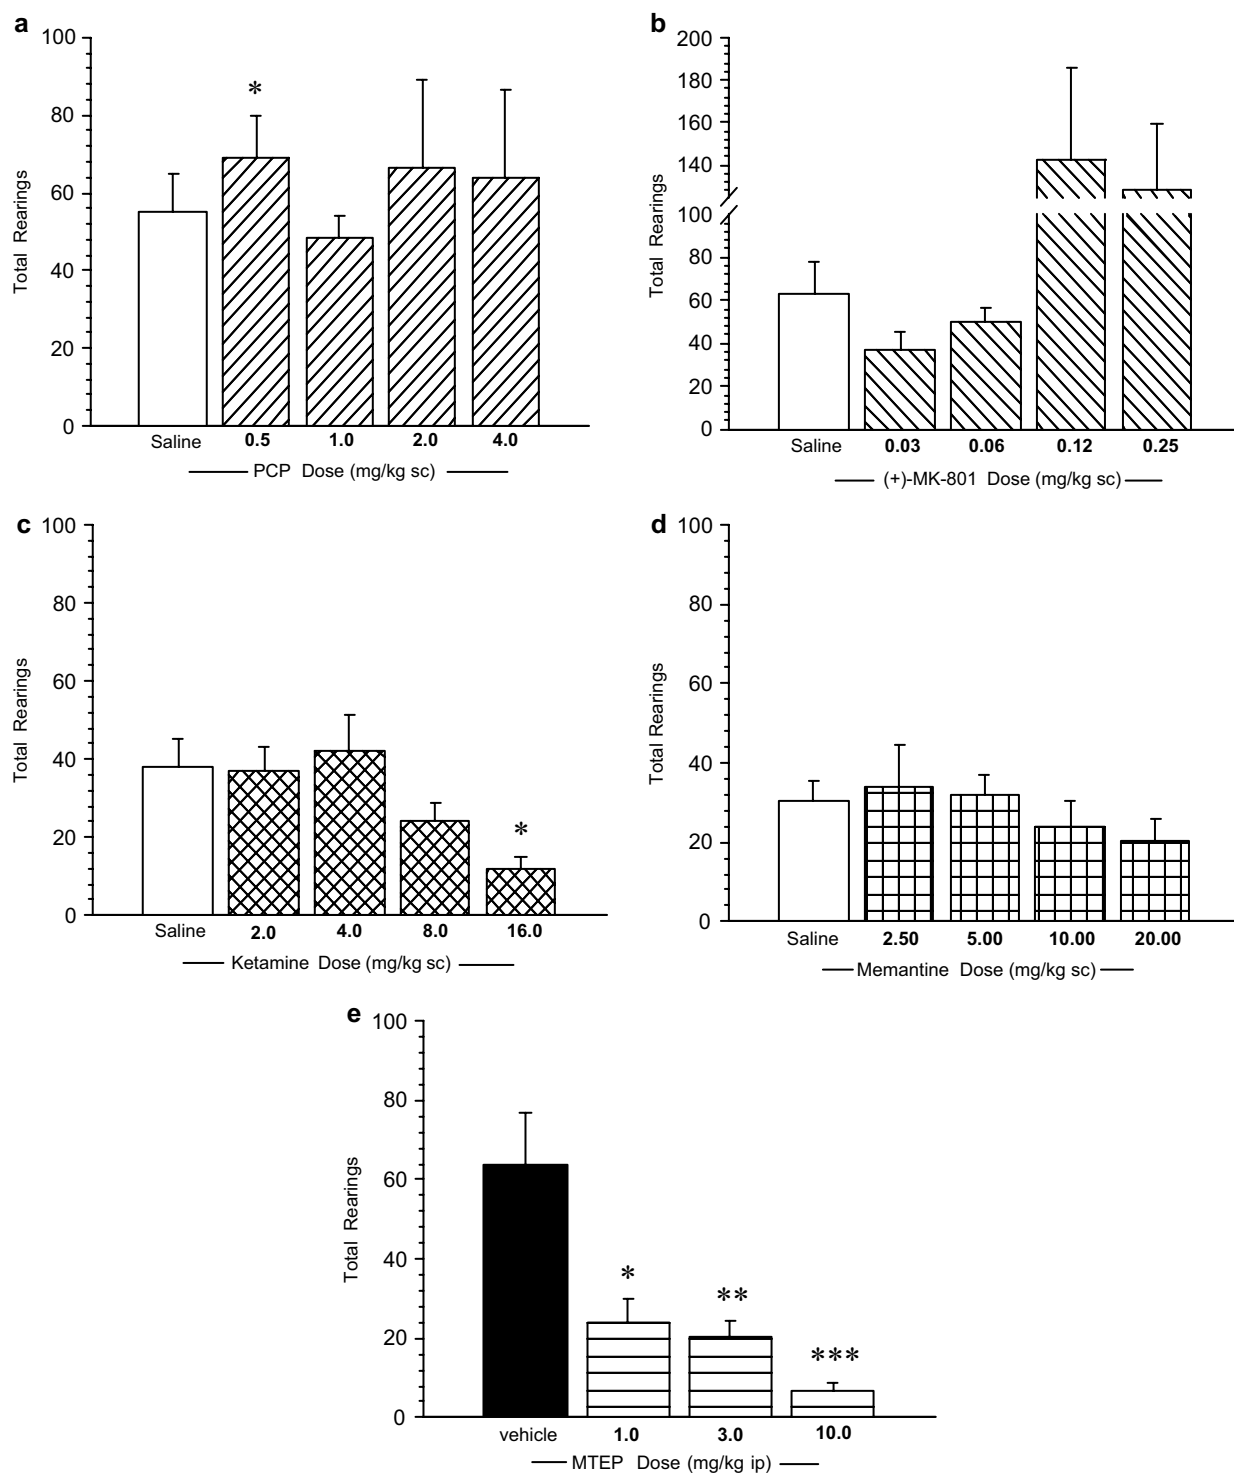 a
100
80
60
40
20
0
Total Rearings
*
Saline 0.5 1.0 2.0 4.0
PCP Dose (mg/kg sc)
b
200
180
160
140
100
80
60
40
20
0
Total Rearings
Saline 0.03 0.06 0.12 0.25
(+)-MK-801 Dose (mg/kg sc)
c
100
80
60
40
20
0
Total Rearings
*
Saline 2.0 4.0 8.0 16.0
Ketamine Dose (mg/kg sc)
d
100
80
60
40
20
0
Total Rearings
Saline 2.50 5.00 10.00 20.00
Memantine Dose (mg/kg sc)
e
100
80
60
40
20
0
Total Rearings
* ** ***
vehicle 1.0 3.0 10.0
MTEP Dose (mg/kg ip)